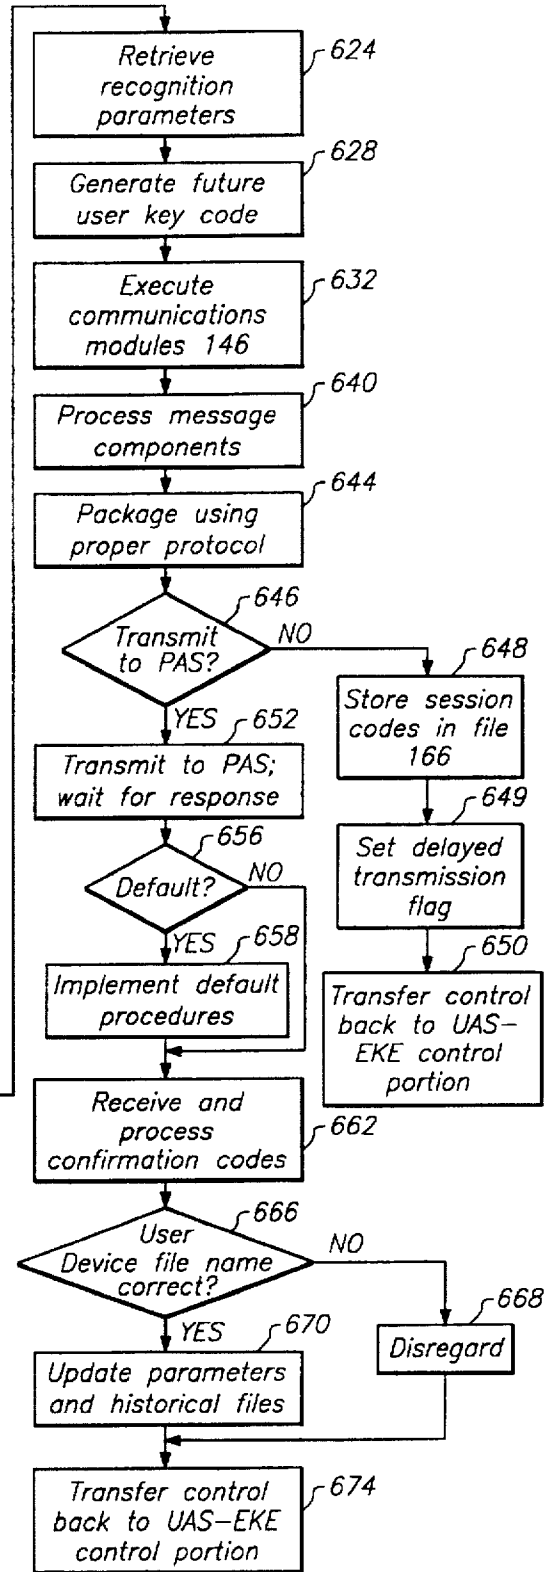 Retrieve
recognition
parameters
624
Generate future
user key code
628
Execute
communications
modules 146
632
Process message
components
640
Package using
proper protocol
644
Transmit
to PAS?
646
NO
YES
Store session
codes in file
166
648
Transmit to PAS;
wait for response
652
Set delayed
transmission
flag
649
Default?
656
NO
YES
Implement default
procedures
658
Transfer control
back to UAS-
EKE control
portion
650
Receive and
process
confirmation codes
662
User
Device file name
correct?
666
NO
YES
Disregard
668
Update parameters
and historical files
670
Transfer control
back to UAS-EKE
control portion
674